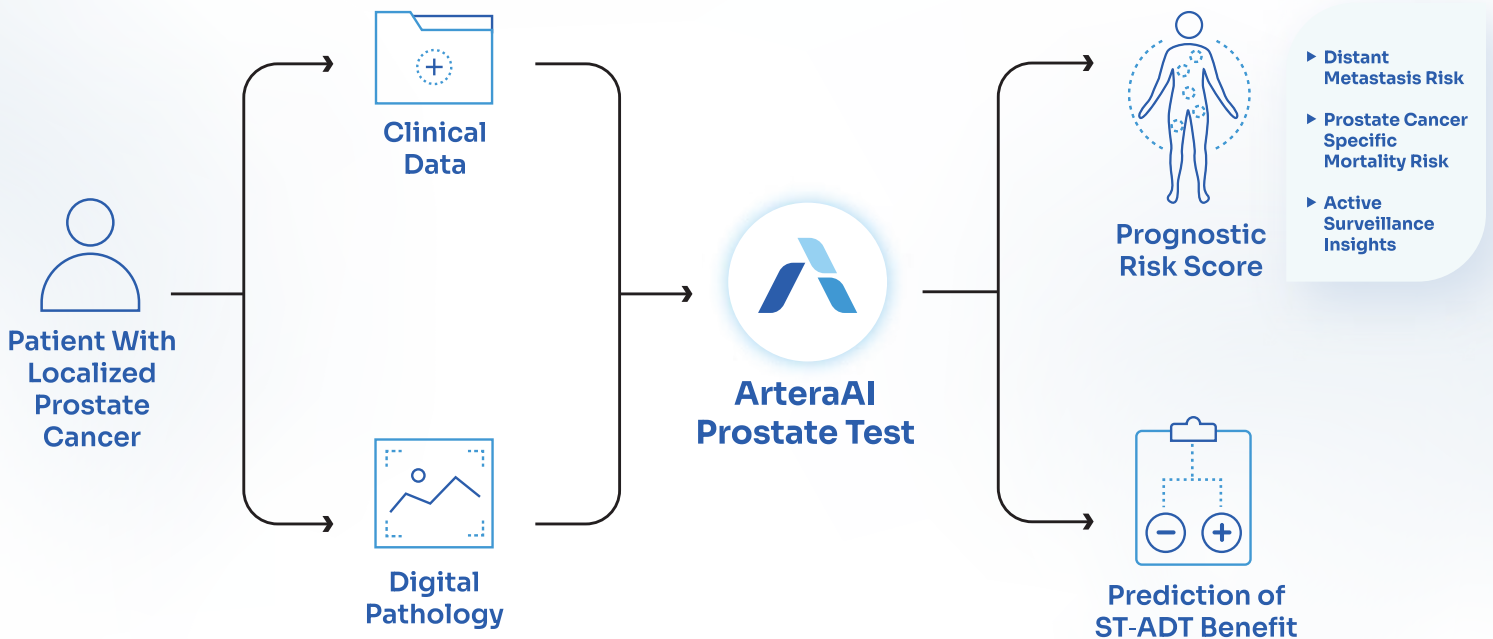 Patient With
Localized
Prostate
Cancer
Clinical
Data
Digital
Pathology
ArteraAI
Prostate Test
Prognostic
Risk Score
Distant
Metastasis Risk
Prostate Cancer
Specific
Mortality Risk
Active
Surveillance
Insights
Prediction of
ST-ADT Benefit